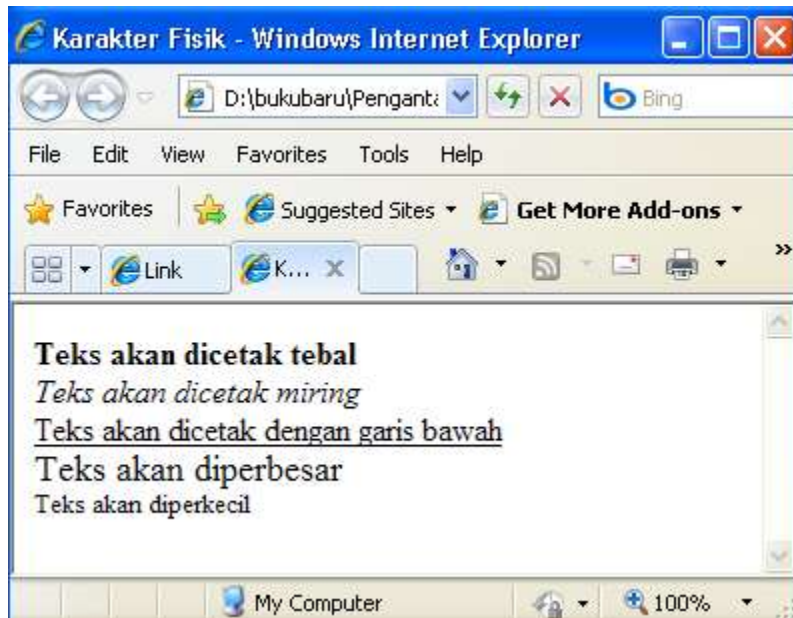 Karakter Fisik - Windows Internet Explorer
D:\bukubaru\Penganta Bing
File Edit View Favorites Tools Help
Favorites Suggested Sites Get More Add-ons
Link K...
Teks akan dicetak tebal
Teks akan dicetak miring
Teks akan dicetak dengan garis bawah
Teks akan diperbesar
Teks akan diperkecil
My Computer 100%